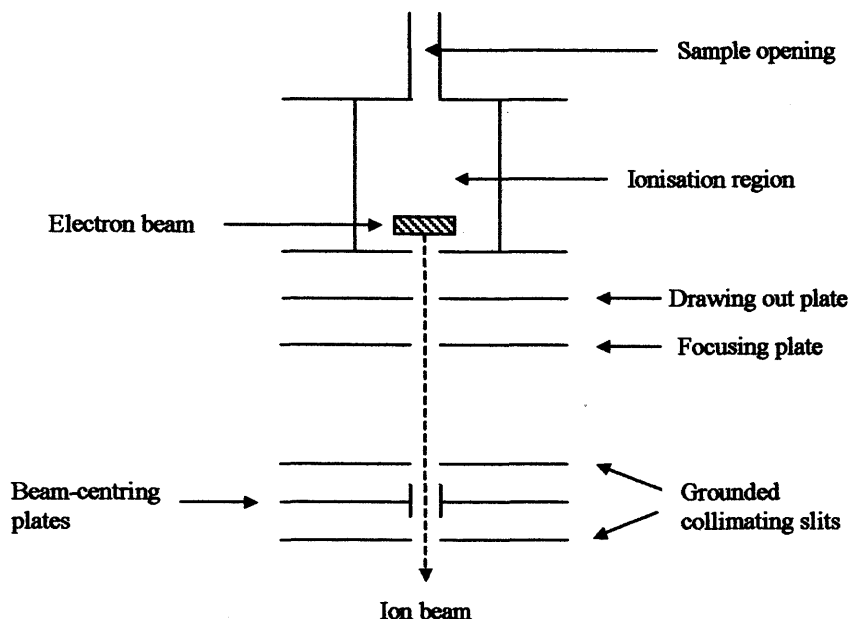 Sample opening
Ionisation region
Electron beam
Drawing out plate
Focusing plate
Beam-centring
plates
Grounded
collimating slits
Ion beam